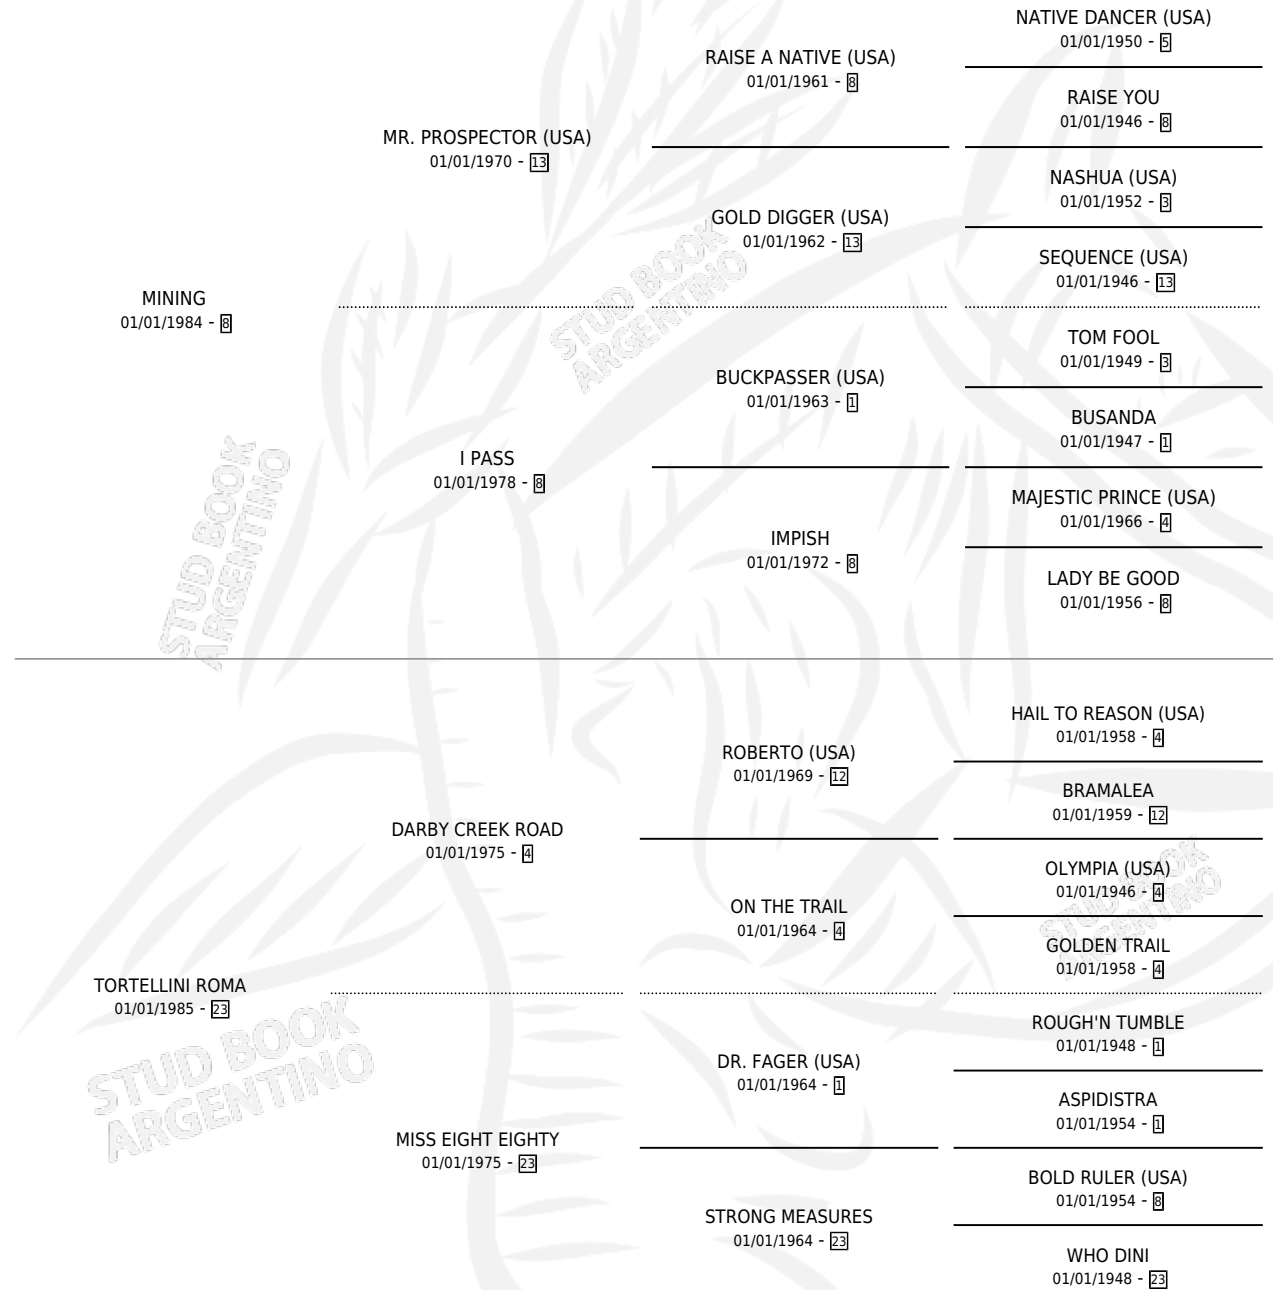 NATIVE DANCER (USA)
01/01/1950 - 5
RAISE A NATIVE (USA)
01/01/1961 - 8
RAISE YOU
01/01/1946 - 8
MR. PROSPECTOR (USA)
01/01/1970 - 13
NASHUA (USA)
01/01/1952 - 3
GOLD DIGGER (USA)
01/01/1962 - 13
SEQUENCE (USA)
01/01/1946 - 13
MINING
01/01/1984 - 8
STUD BOOK
ARGENTINO
TOM FOOL
01/01/1949 - 3
BUCKPASSER (USA)
01/01/1963 - 1
BUSANDA
01/01/1947 - 1
I PASS
01/01/1978 - 8
MAJESTIC PRINCE (USA)
01/01/1966 - 4
IMPISH
01/01/1972 - 8
LADY BE GOOD
01/01/1956 - 8
STUD BOOK
ARGENTINO
HAIL TO REASON (USA)
01/01/1958 - 4
ROBERTO (USA)
01/01/1969 - 12
BRAMALEA
01/01/1959 - 12
DARBY CREEK ROAD
01/01/1975 - 4
OLYMPIA (USA)
01/01/1946 - 4
ON THE TRAIL
01/01/1964 - 4
STUD BOOK
ARGENTINO
GOLDEN TRAIL
01/01/1958 - 4
TORTELLINI ROMA
01/01/1985 - 23
ROUGH'N TUMBLE
01/01/1948 - 1
STUD BOOK
ARGENTINO
DR. FAGER (USA)
01/01/1964 - 1
ASPIDISTRA
01/01/1954 - 1
MISS EIGHT EIGHTY
01/01/1975 - 23
BOLD RULER (USA)
01/01/1954 - 8
STRONG MEASURES
01/01/1964 - 23
WHO DINI
01/01/1948 - 23